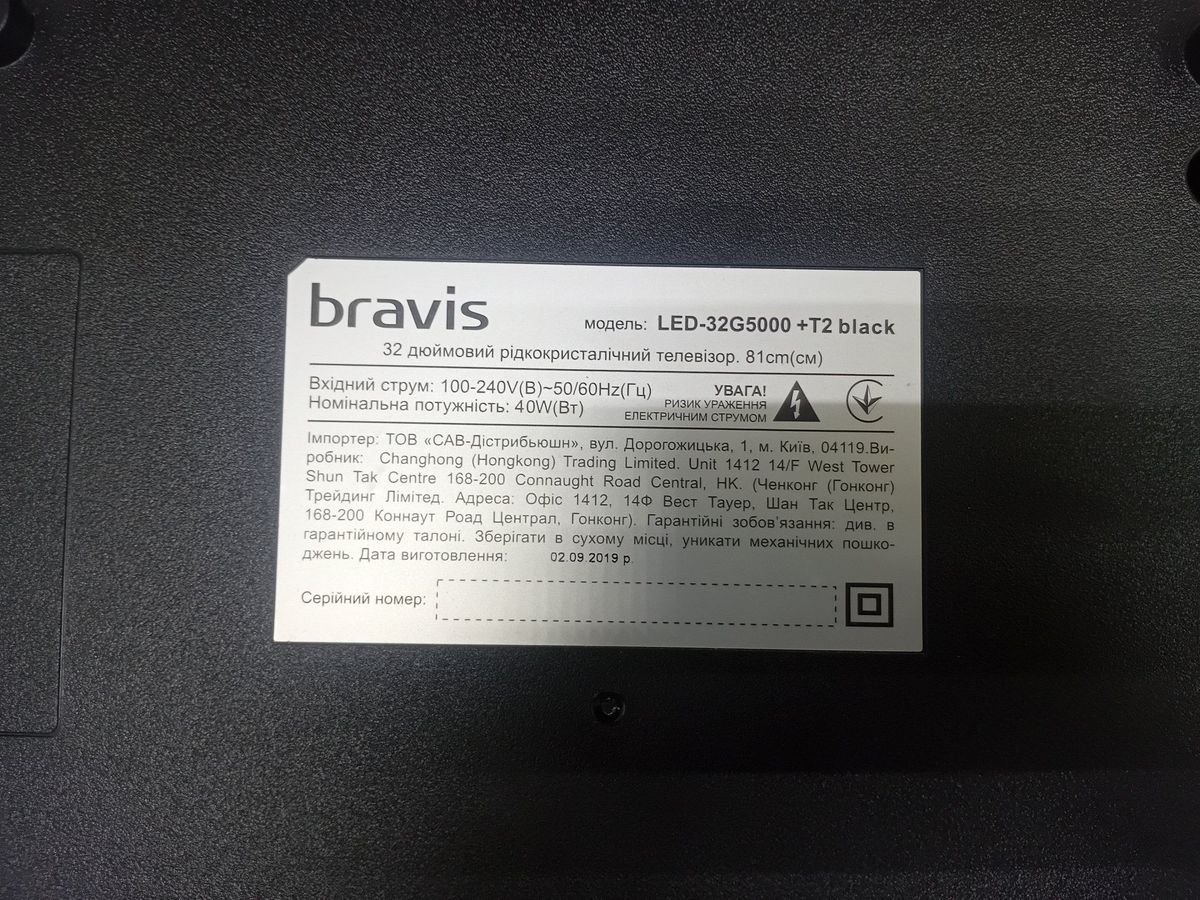 bravis
модель: LED-32G5000 +T2 black
32 дюймовий рідкокристалічний телевізор. 81cm(см)
Вхідний струм: 100-240V(В)~50/60Hz(Гц)
Номінальна потужність: 40W(Вт)
УВАГА!
РИЗИК УРАЖЕННЯ
ЕЛЕКТРИЧНИМ СТРУМОМ
Імпортер: ТОВ «САВ-Дістрибьюшн», вул. Дорогожицька, 1, м. Київ, 04119.Ви-
робник: Changhong (Hongkong) Trading Limited. Unit 1412 14/F West Tower
Shun Tak Centre 168-200 Connaught Road Central, HK. (Ченконг (Гонконг)
Трейдинг Лімітед. Адреса: Офіс 1412, 14Ф Вест Тауер, Шан Так Центр,
168-200 Коннаут Роад Централ, Гонконг). Гарантійні зобов'язання: див. в
гарантійному талоні. Зберігати в сухому місці, уникати механічних пошко-
джень. Дата виготовлення: 02.09.2019 р.
Серійний номер: